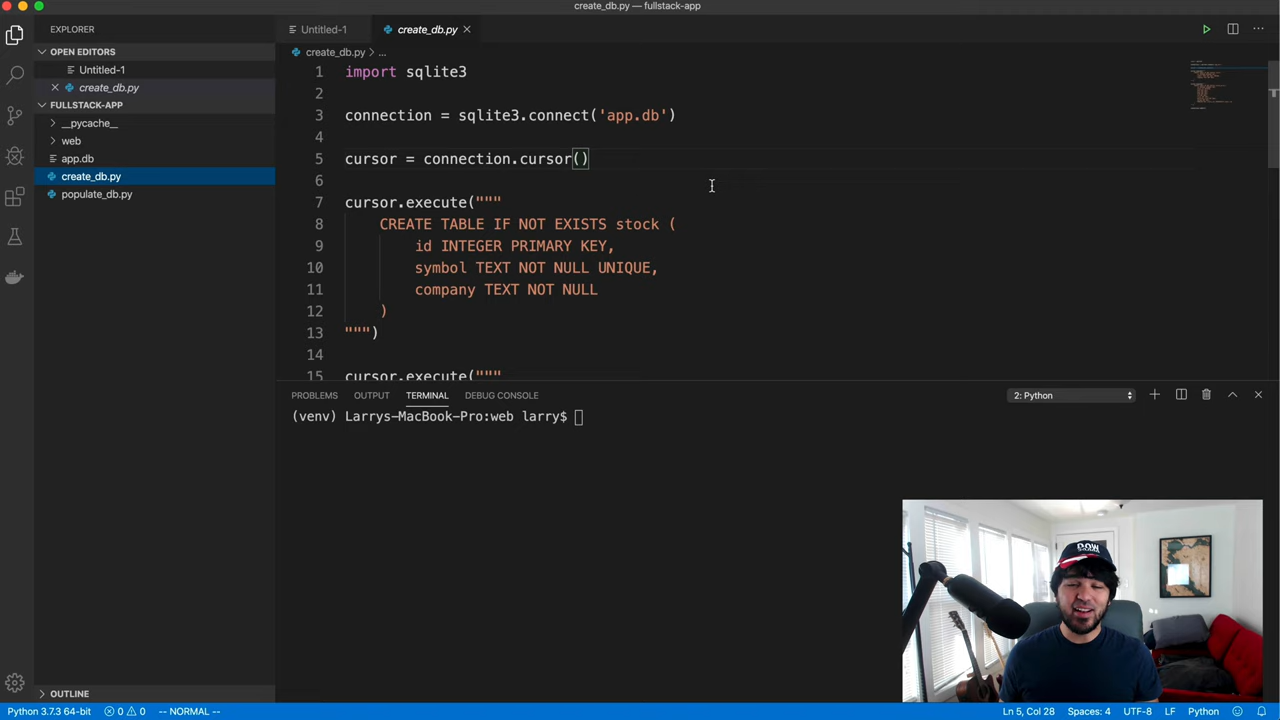 create_db.py — fullstack-app
EXPLORER
OPEN EDITORS
Untitled-1
create_db.py
FULLSTACK-APP
__pycache__
web
app.db
create_db.py
populate_db.py
OUTLINE
Untitled-1
create_db.py
create_db.py > ...
1 import sqlite3
2
3 connection = sqlite3.connect('app.db')
4
5 cursor = connection.cursor()
6
7 cursor.execute("""
8 CREATE TABLE IF NOT EXISTS stock (
9 id INTEGER PRIMARY KEY,
10 symbol TEXT NOT NULL UNIQUE,
11 company TEXT NOT NULL
12 )
13 """)
14
15 cursor.execute("""
PROBLEMS OUTPUT TERMINAL DEBUG CONSOLE 2: Python
(venv) Larrys-MacBook-Pro:web larry$
DOW
Python 3.7.3 64-bit 0 0 -- NORMAL -- Ln 5, Col 28 Spaces: 4 UTF-8 LF Python